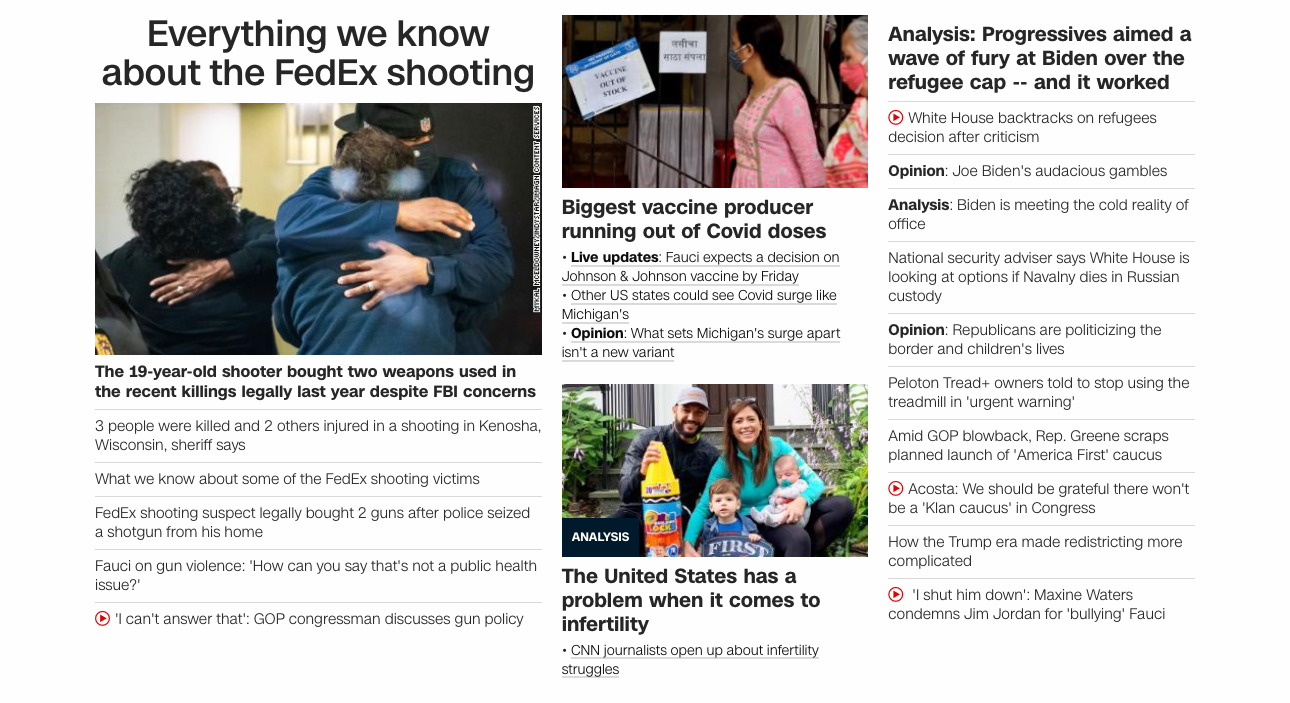 Everything we know
about the FedEx shooting
The 19-year-old shooter bought two weapons used in
the recent killings legally last year despite FBI concerns
3 people were killed and 2 others injured in a shooting in Kenosha,
Wisconsin, sheriff says
What we know about some of the FedEx shooting victims
FedEx shooting suspect legally bought 2 guns after police seized
a shotgun from his home
Fauci on gun violence: 'How can you say that's not a public health
issue?'
'I can't answer that': GOP congressman discusses gun policy
VACCINE
OUT OF
STOCK
लसीचा
साठा संपला
Biggest vaccine producer
running out of Covid doses
• Live updates: Fauci expects a decision on
Johnson & Johnson vaccine by Friday
• Other US states could see Covid surge like
Michigan's
• Opinion: What sets Michigan's surge apart
isn't a new variant
FIRST
ANALYSIS
The United States has a
problem when it comes to
infertility
• CNN journalists open up about infertility
struggles
Analysis: Progressives aimed a
wave of fury at Biden over the
refugee cap -- and it worked
White House backtracks on refugees
decision after criticism
Opinion: Joe Biden's audacious gambles
Analysis: Biden is meeting the cold reality of
office
National security adviser says White House is
looking at options if Navalny dies in Russian
custody
Opinion: Republicans are politicizing the
border and children's lives
Peloton Tread+ owners told to stop using the
treadmill in 'urgent warning'
Amid GOP blowback, Rep. Greene scraps
planned launch of 'America First' caucus
Acosta: We should be grateful there won't
be a 'Klan caucus' in Congress
How the Trump era made redistricting more
complicated
'I shut him down': Maxine Waters
condemns Jim Jordan for 'bullying' Fauci